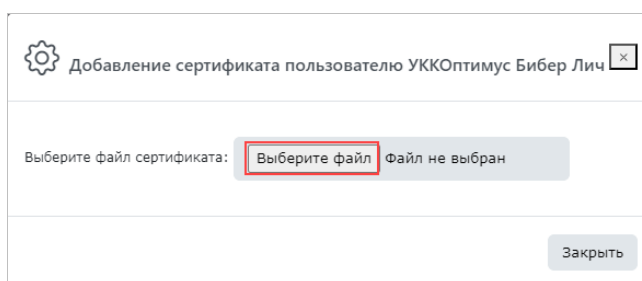 Добавление сертификата пользователю УККОптимус Бибер Лич ×
Выберите файл сертификата: Выберите файл Файл не выбран
Закрыть